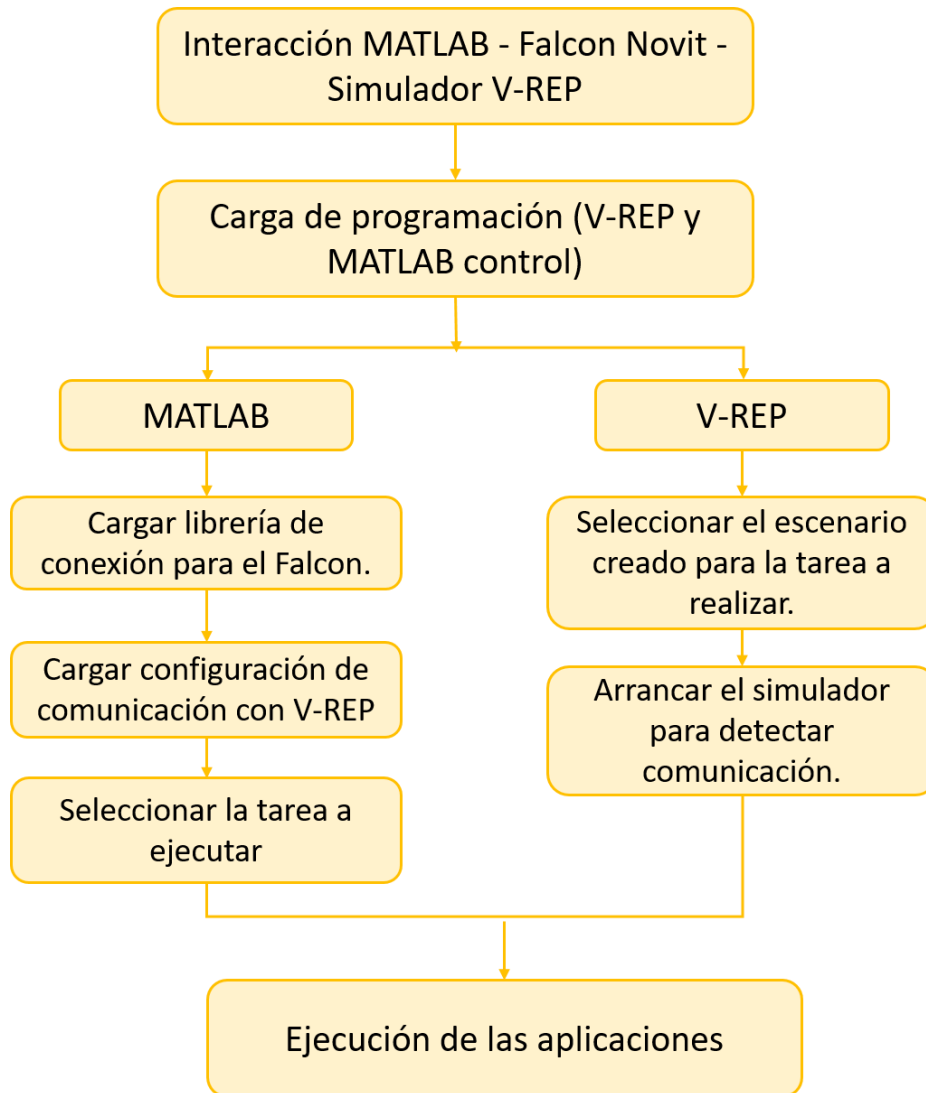 Interacción MATLAB - Falcon Novit -
Simulador V-REP
Carga de programación (V-REP y
MATLAB control)
MATLAB
Cargar librería de
conexión para el Falcon.
Cargar configuración de
comunicación con V-REP
Seleccionar la tarea a
ejecutar
V-REP
Seleccionar el escenario
creado para la tarea a
realizar.
Arrancar el simulador
para detectar
comunicación.
Ejecución de las aplicaciones